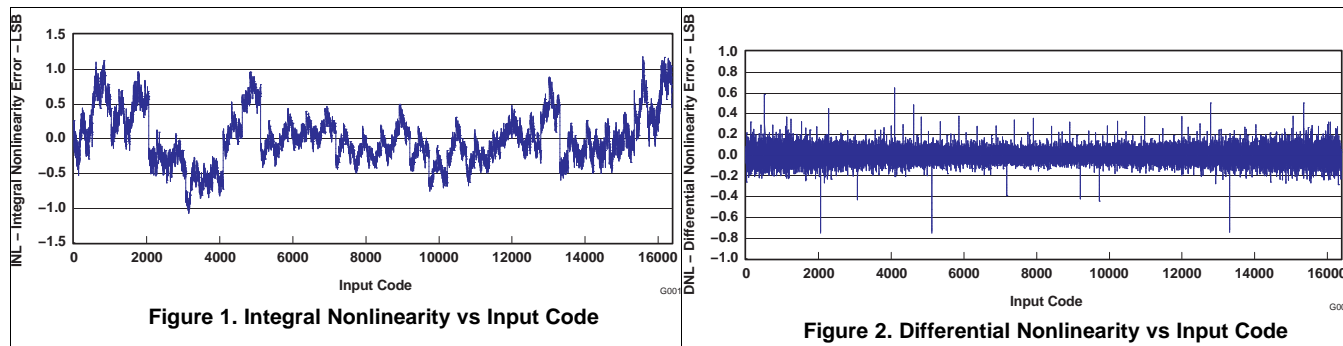 INL – Integral Nonlinearity Error – LSB
1.5
1.0
0.5
0.0
−0.5
−1.0
−1.5
0 2000 4000 6000 8000 10000 12000 14000 16000
Input Code
G001
Figure 1. Integral Nonlinearity vs Input Code
DNL – Differential Nonlinearity Error – LSB
1.0
0.8
0.6
0.4
0.2
0.0
−0.2
−0.4
−0.6
−0.8
−1.0
0 2000 4000 6000 8000 10000 12000 14000 16000
Input Code
G00
Figure 2. Differential Nonlinearity vs Input Code